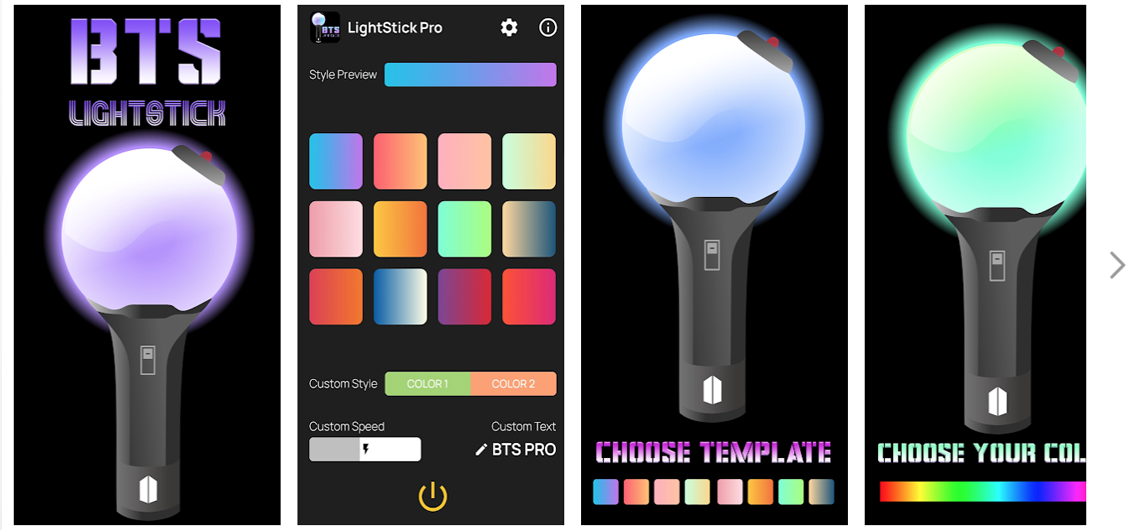 BTS
LIGHTSTICK
BTS
LightStick Pro
Style Preview
Custom Style
COLOR 1
COLOR 2
Custom Speed
Custom Text
BTS PRO
CHOOSE TEMPLATE
CHOOSE YOUR COL